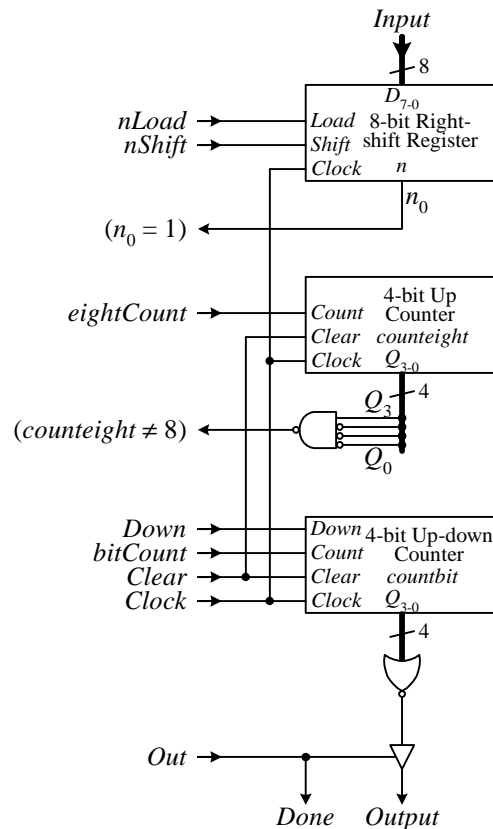 Input
8
D7-0
nLoad
Load
8-bit Right-
nShift
Shift
shift Register
Clock
n
n0
(n0 = 1)
4-bit Up
eightCount
Count
Counter
Clear
counteight
Clock
Q3-0
4
Q3
(counteight ≠ 8)
Q0
Down
Down
4-bit Up-down
bitCount
Count
Counter
Clear
Clear
countbit
Clock
Clock
Q3-0
4
Out
Done
Output